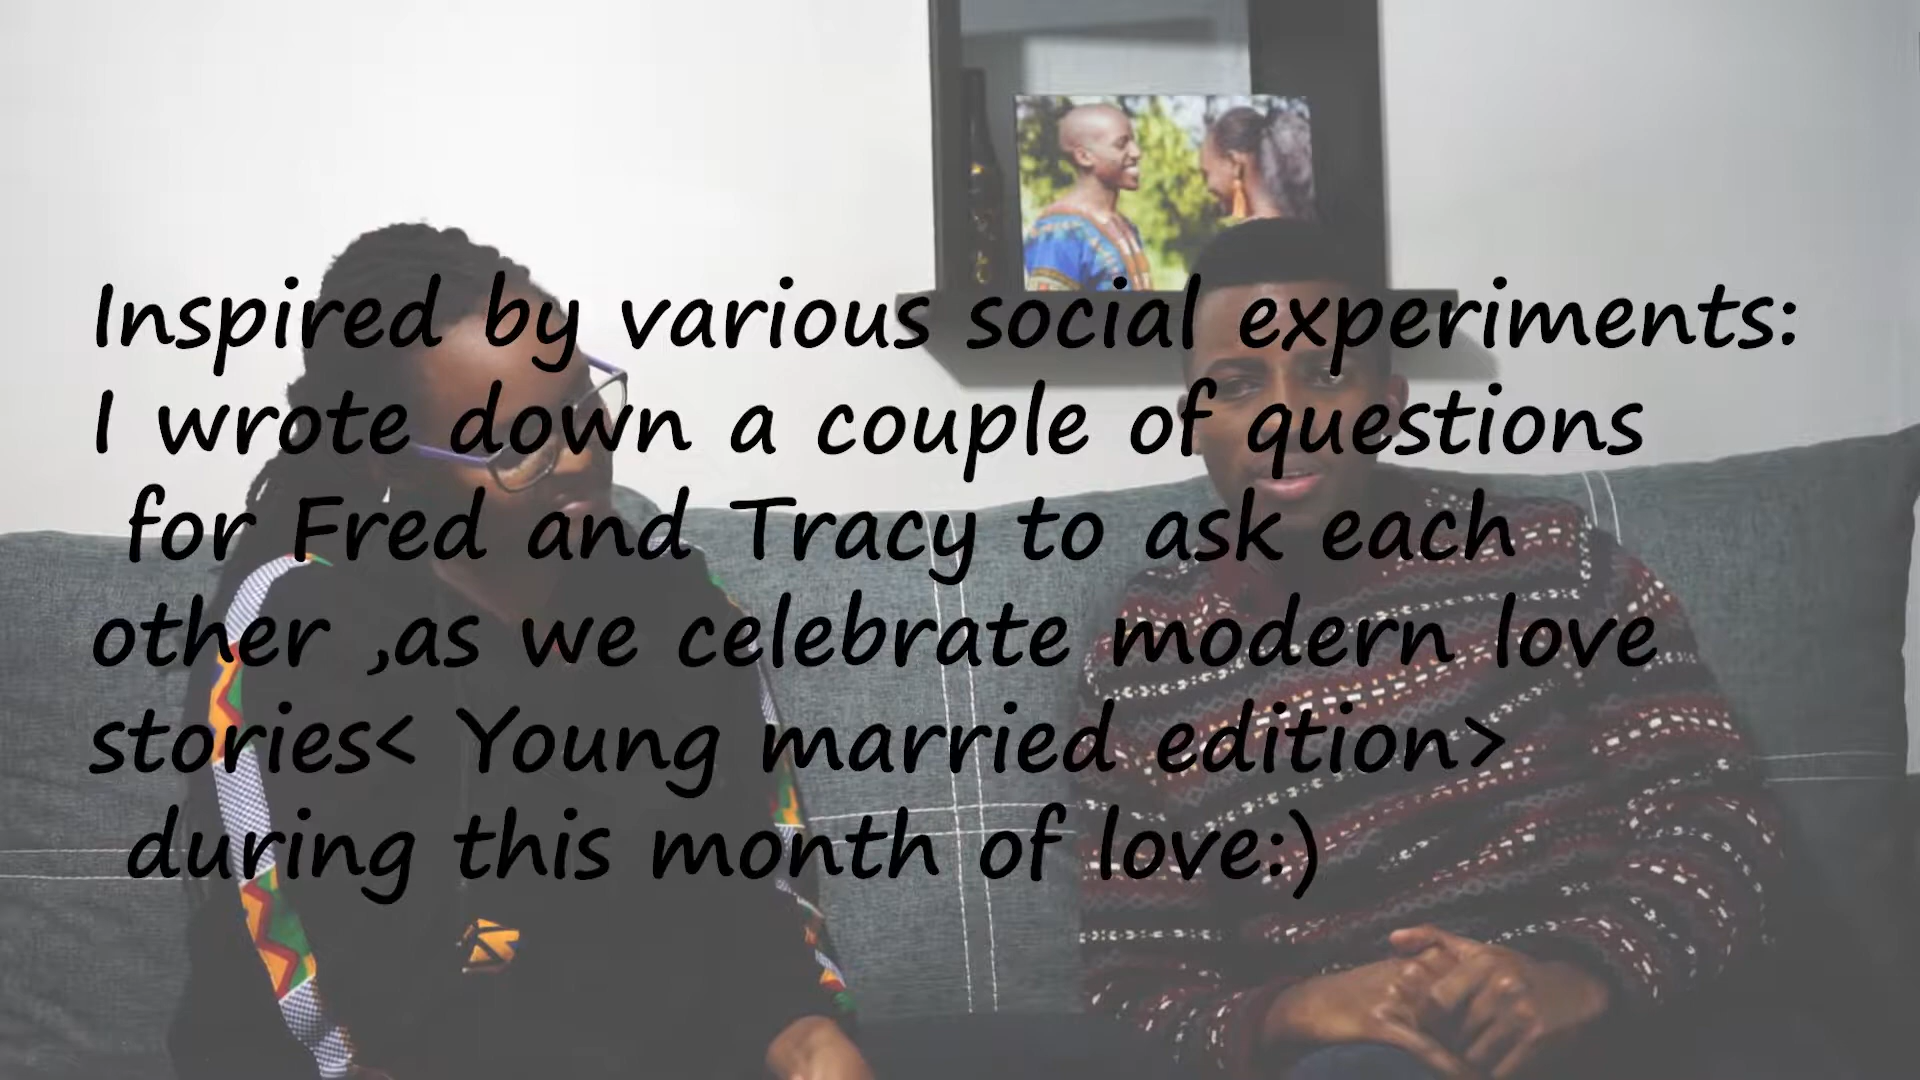 Inspired by various social experiments:
I wrote down a couple of questions
for Fred and Tracy to ask each
other ,as we celebrate modern love
stories< Young married edition>
during this month of love:)